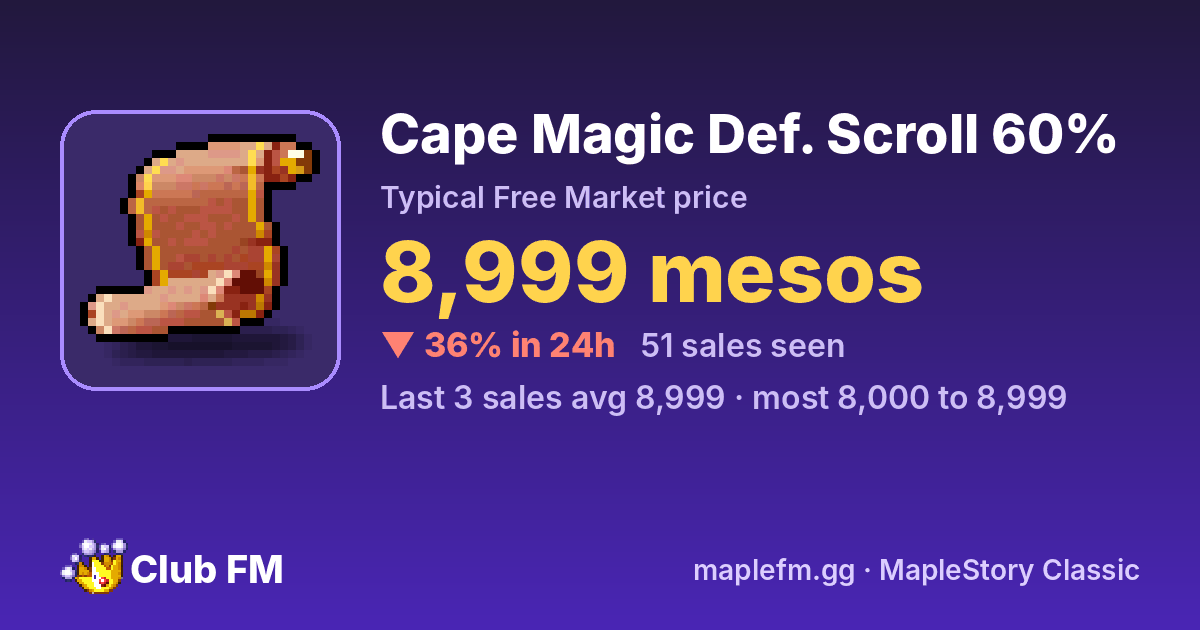 Cape Magic Def. Scroll 60%
Typical Free Market price
8,999 mesos
▼ 36% in 24h 51 sales seen
Last 3 sales avg 8,999 · most 8,000 to 8,999
Club FM
maplefm.gg · MapleStory Classic